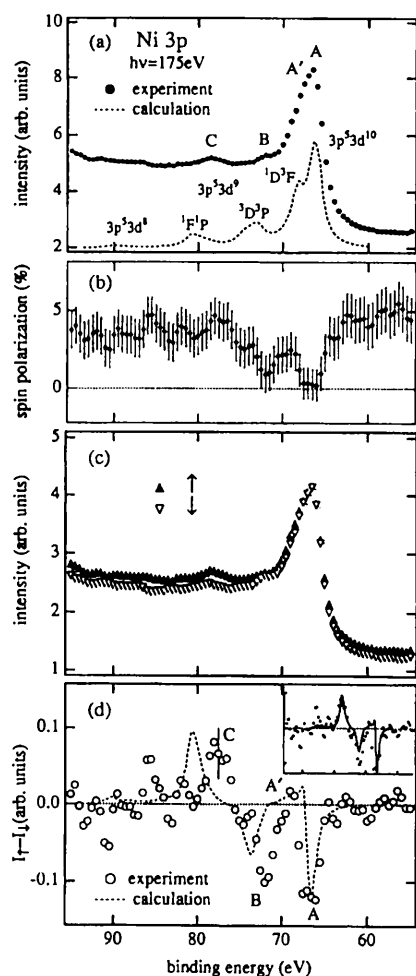 (a) Ni 3p
hν=175eV
● experiment
---- calculation
A' A
C B
3p⁵3d¹⁰
3p⁵3d⁹
¹D³F
3p⁵3d⁸
¹F¹P
³D³P
intensity (arb. units)
10
8
6
4
2
(b)
spin polarization (%)
5
0
(c)
▲ ↑
▽ ↓
intensity (arb. units)
4
3
2
1
(d)
C
A'
B
A
I↑−I↓(arb. units)
0.1
0.0
-0.1
○ experiment
---- calculation
90 80 70 60
binding energy (eV)